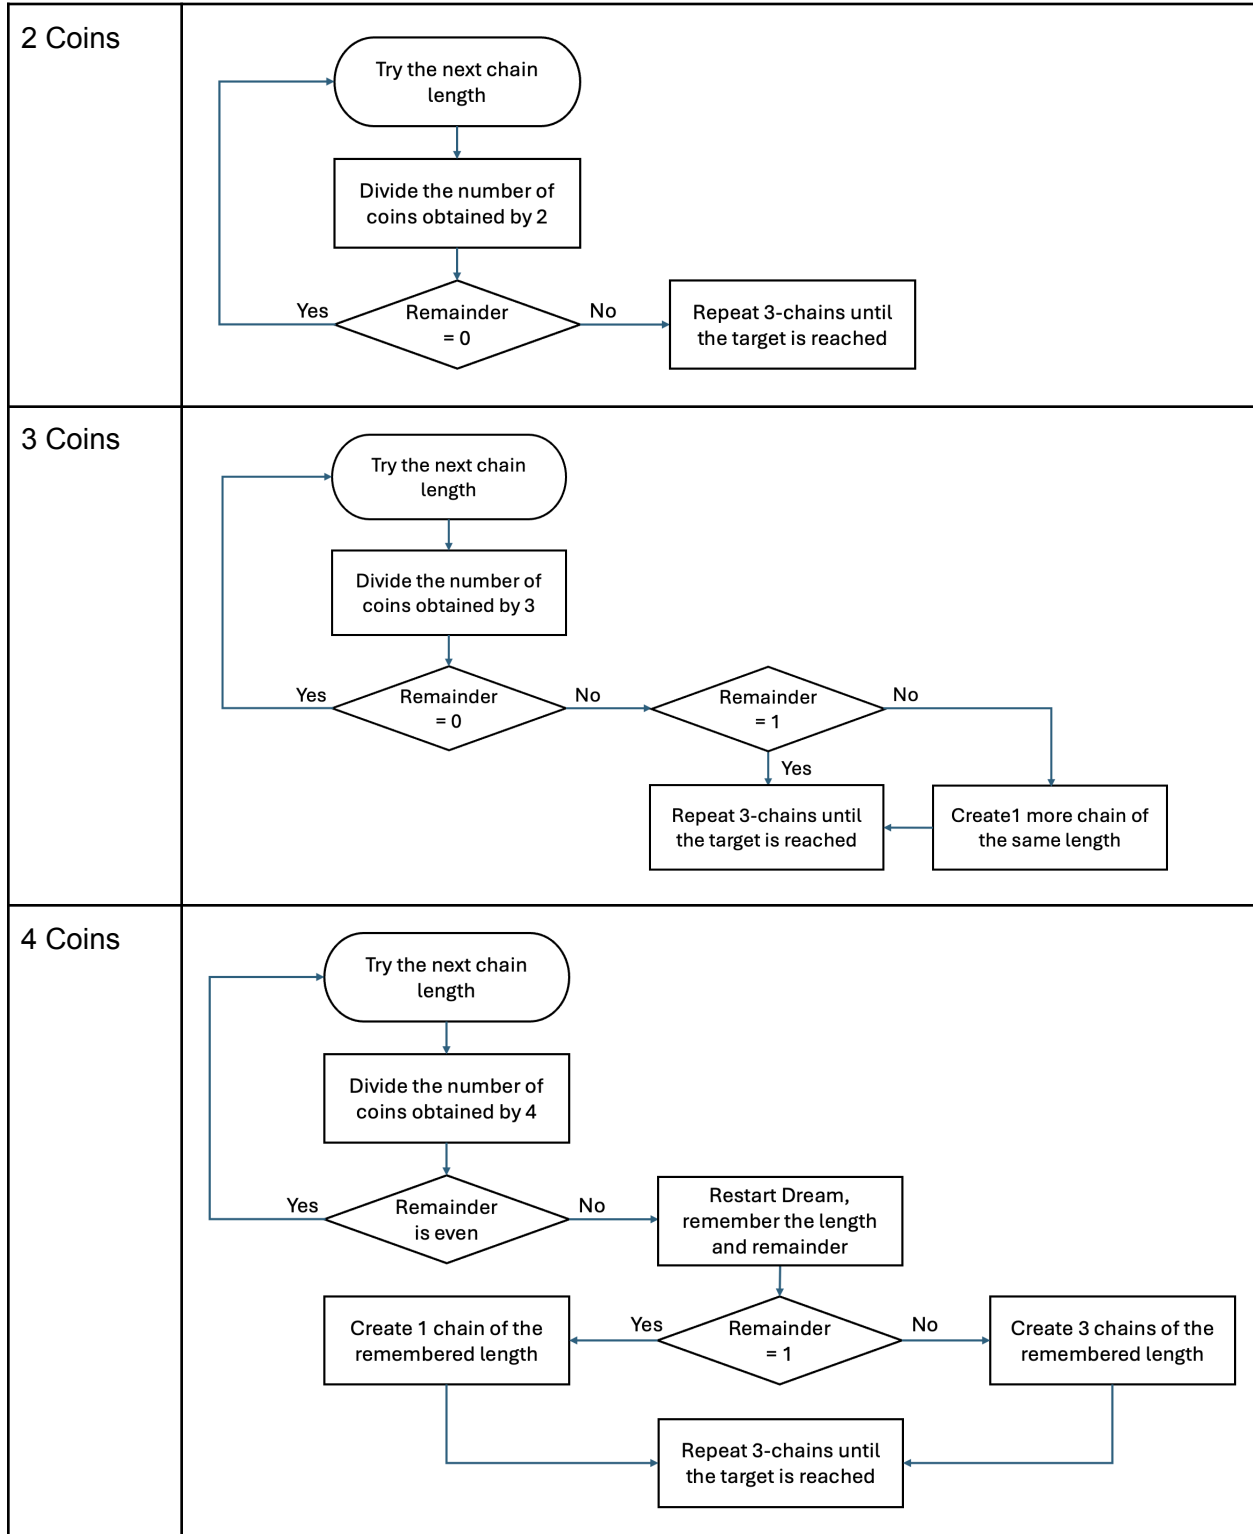 2 Coins
Try the next chain
length
Divide the number of
coins obtained by 2
Yes
Remainder
= 0
No
Repeat 3-chains until
the target is reached
3 Coins
Try the next chain
length
Divide the number of
coins obtained by 3
Yes
Remainder
= 0
No
Remainder
= 1
No
Yes
Repeat 3-chains until
the target is reached
Create1 more chain of
the same length
4 Coins
Try the next chain
length
Divide the number of
coins obtained by 4
Yes
Remainder
is even
No
Restart Dream,
remember the length
and remainder
Create 1 chain of the
remembered length
Yes
Remainder
= 1
No
Create 3 chains of the
remembered length
Repeat 3-chains until
the target is reached